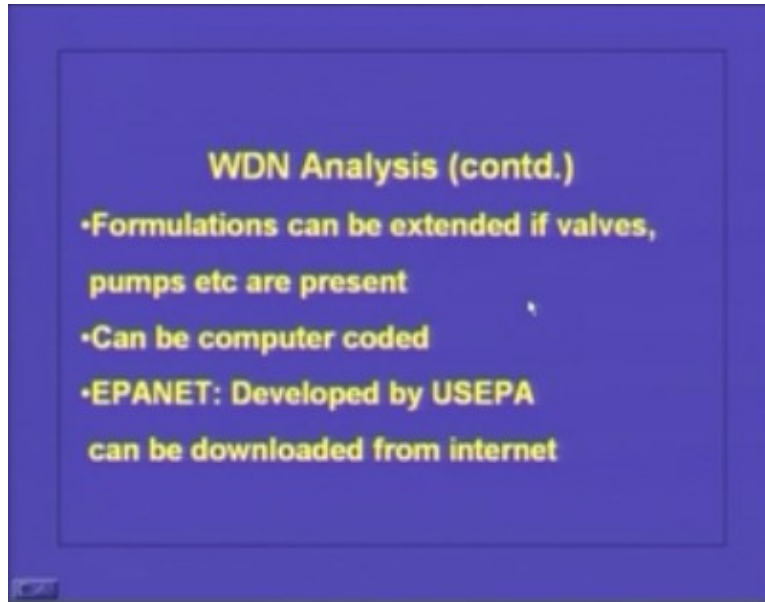 WDN Analysis (contd.)
•Formulations can be extended if valves,
pumps etc are present
•Can be computer coded
•EPANET: Developed by USEPA
can be downloaded from internet